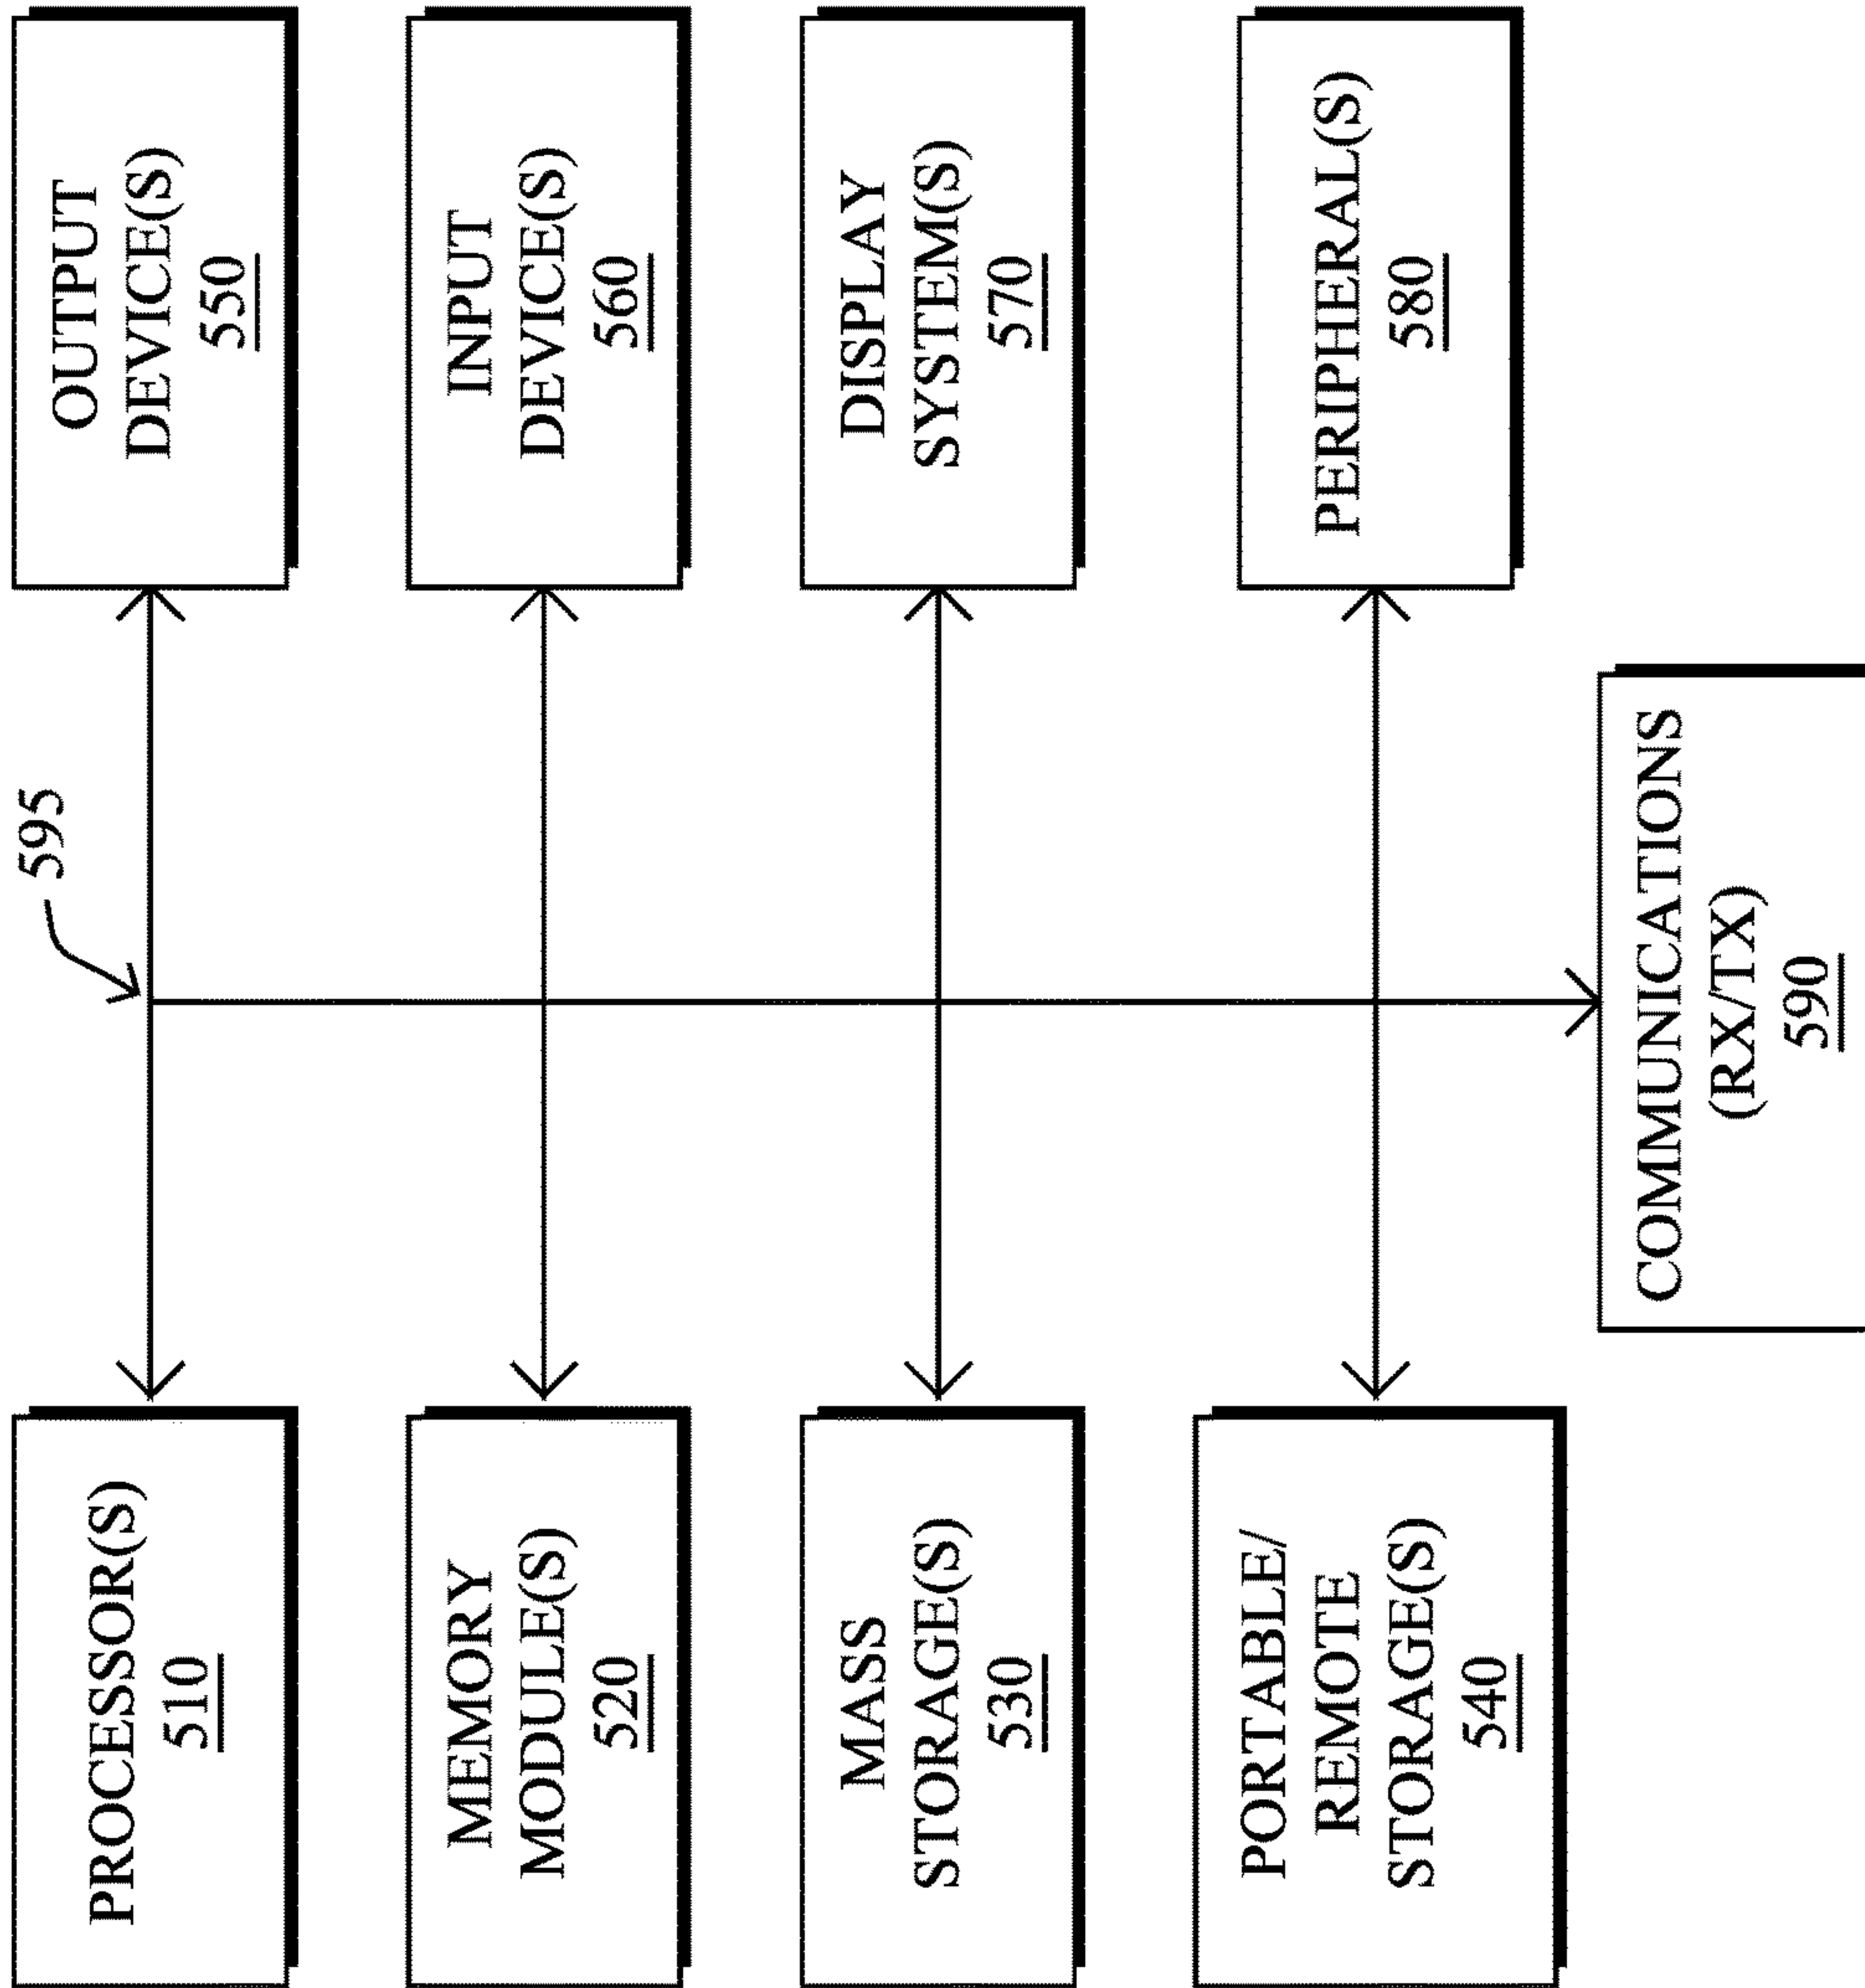 595
PROCESSOR(S)
510
OUTPUT
DEVICE(S)
550
MEMORY
MODULE(S)
520
INPUT
DEVICE(S)
560
MASS
STORAGE(S)
530
DISPLAY
SYSTEM(S)
570
PORTABLE/
REMOTE
STORAGE(S)
540
PERIPHERAL(S)
580
COMMUNICATIONS
(RX/TX)
590